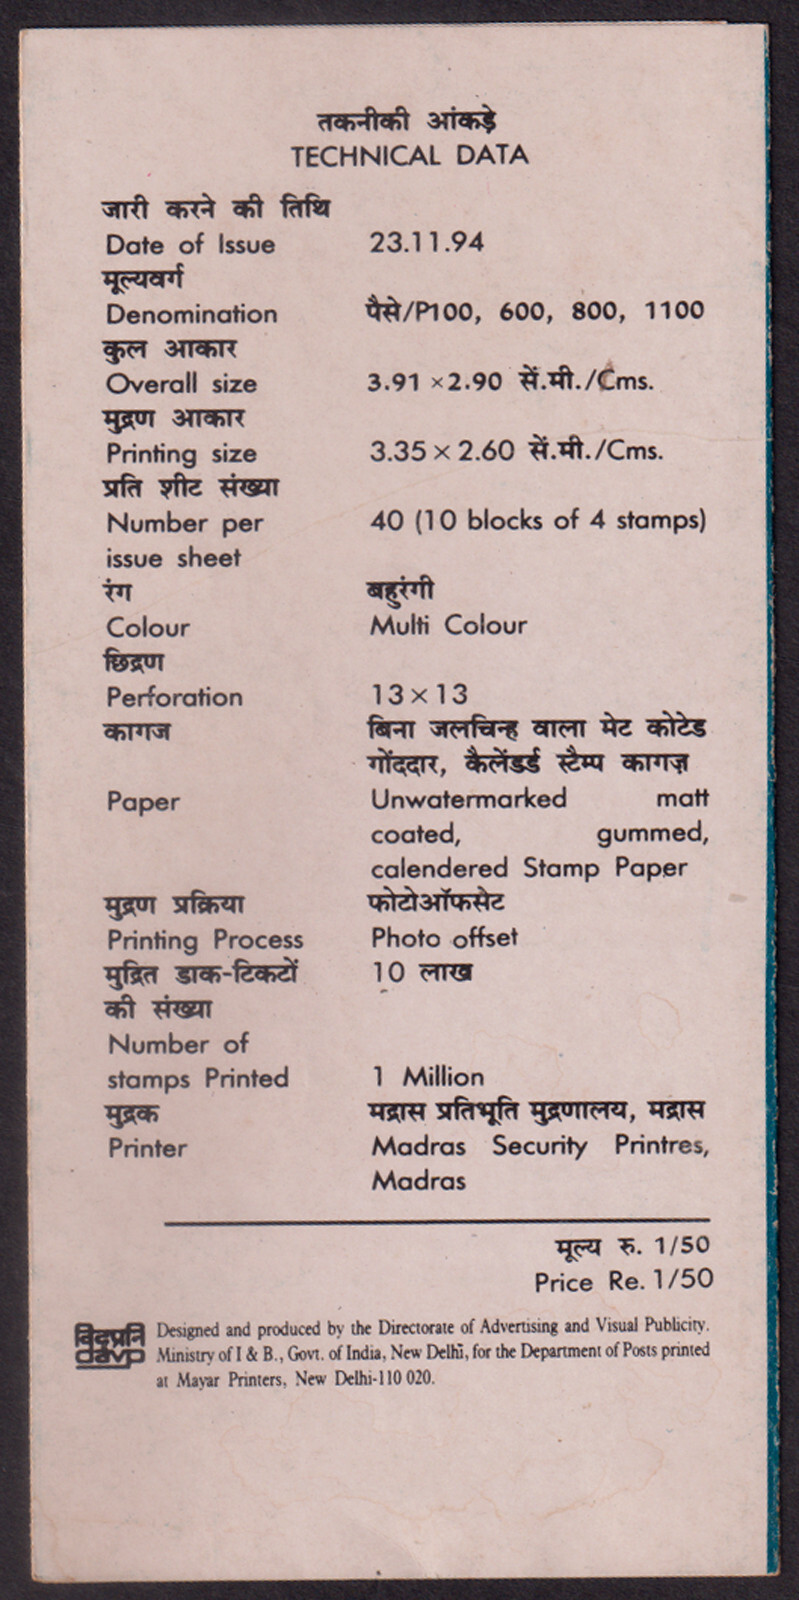 तकनीकी आंकड़े
TECHNICAL DATA
जारी करने की तिथि
Date of Issue 23.11.94
मूल्यवर्ग
Denomination पैसे/P100, 600, 800, 1100
कुल आकार
Overall size 3.91 ×2.90 सें.मी./Cms.
मुद्रण आकार
Printing size 3.35 × 2.60 सें.मी./Cms.
प्रति शीट संख्या
Number per 40 (10 blocks of 4 stamps)
issue sheet
रंग बहुरंगी
Colour Multi Colour
छिद्रण
Perforation 13 × 13
कागज बिना जलचिन्ह वाला मेट कोटेड
गोंददार, कैलेंडर्ड स्टैम्प कागज़
Paper Unwatermarked matt
coated, gummed,
calendered Stamp Paper
मुद्रण प्रक्रिया फोटोऑफसेट
Printing Process Photo offset
मुद्रित डाक-टिकटों 10 लाख
की संख्या
Number of
stamps Printed 1 Million
मुद्रक मद्रास प्रतिभूति मुद्रणालय, मद्रास
Printer Madras Security Printres,
Madras
मूल्य रु. 1/50
Price Re. 1/50
विदृप्रनि Designed and produced by the Directorate of Advertising and Visual Publicity.
davp Ministry of I & B., Govt. of India, New Delhi, for the Department of Posts printed
at Mayar Printers, New Delhi-110 020.